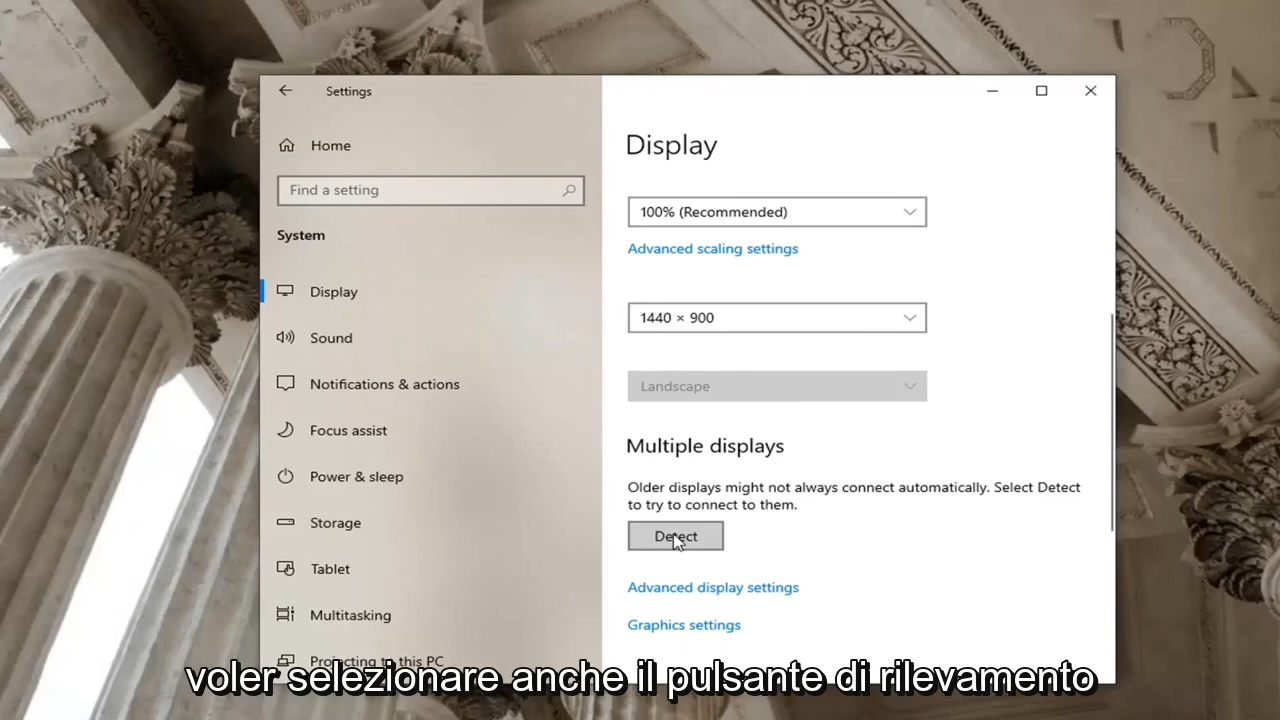 Settings
Home
Find a setting
System
Display
Sound
Notifications & actions
Focus assist
Power & sleep
Storage
Tablet
Multitasking
Projecting to this PC
Display
100% (Recommended)
Advanced scaling settings
1440 × 900
Landscape
Multiple displays
Older displays might not always connect automatically. Select Detect
to try to connect to them.
Detect
Advanced display settings
Graphics settings
voler selezionare anche il pulsante di rilevamento